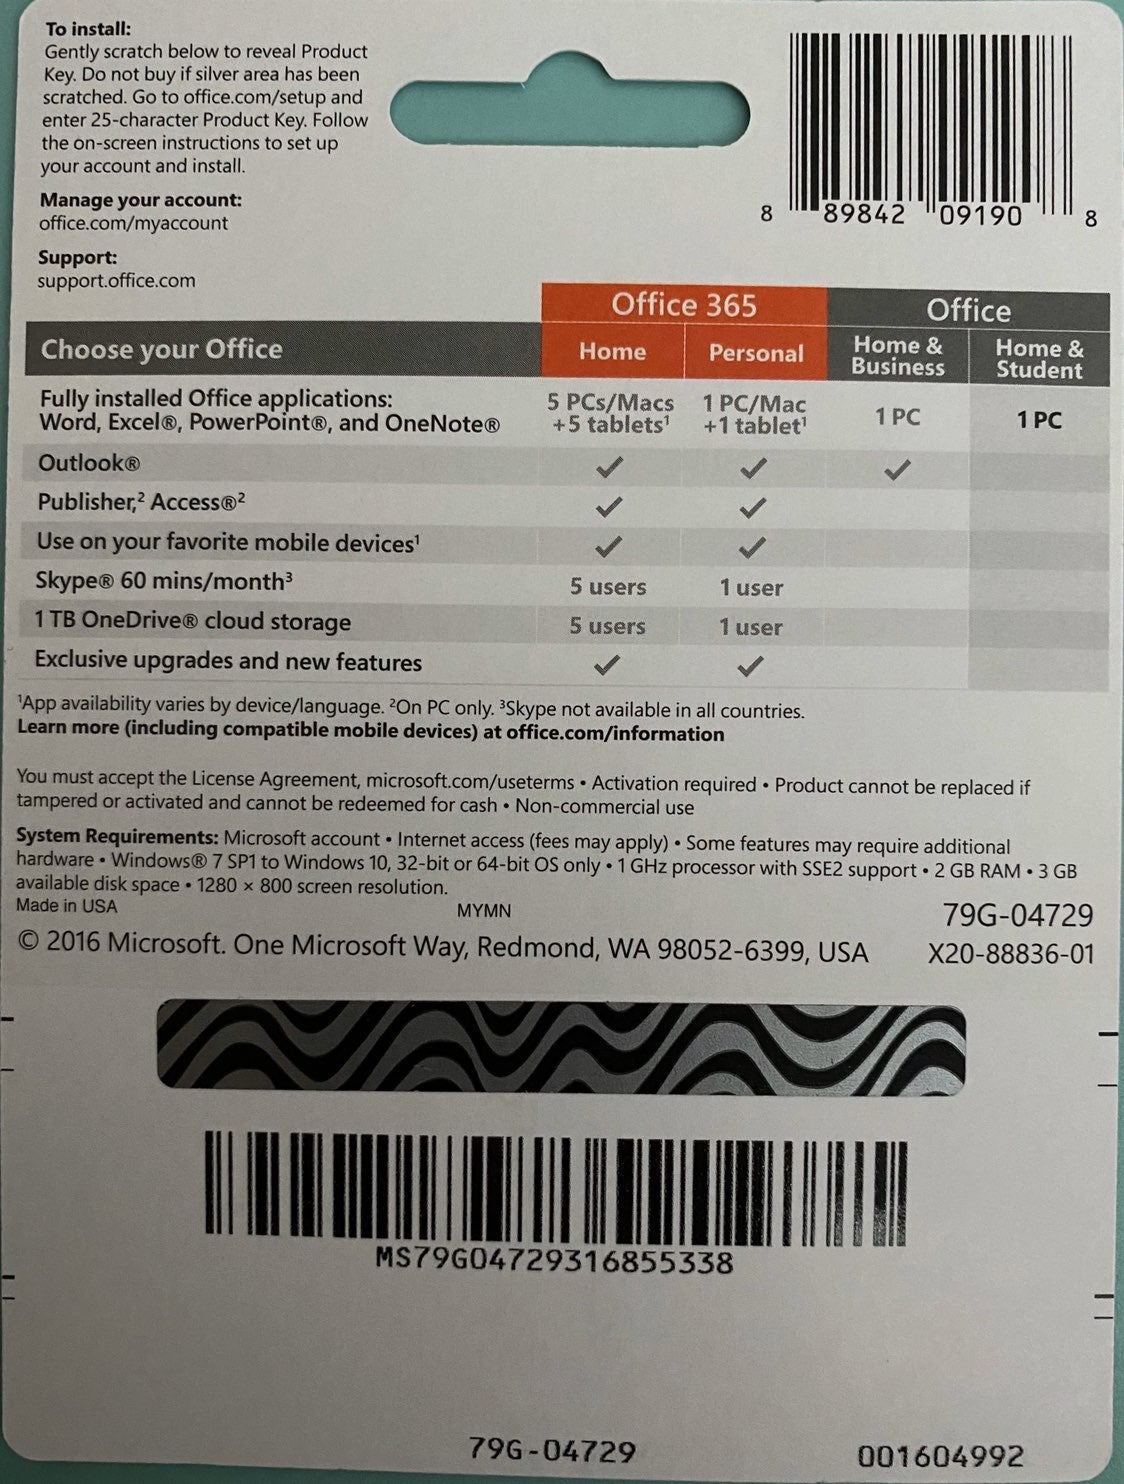 To install:
Gently scratch below to reveal Product
Key. Do not buy if silver area has been
scratched. Go to office.com/setup and
enter 25-character Product Key. Follow
the on-screen instructions to set up
your account and install.
Manage your account:
office.com/myaccount
Support:
support.office.com
8 89842 09190 8
Office 365 Office
Choose your Office Home Personal Home & Business Home & Student
Fully installed Office applications: 5 PCs/Macs 1 PC/Mac 1 PC 1 PC
Word, Excel®, PowerPoint®, and OneNote® +5 tablets¹ +1 tablet¹
Outlook® ✓ ✓ ✓
Publisher,² Access®² ✓ ✓
Use on your favorite mobile devices¹ ✓ ✓
Skype® 60 mins/month³ 5 users 1 user
1 TB OneDrive® cloud storage 5 users 1 user
Exclusive upgrades and new features ✓ ✓
¹App availability varies by device/language. ²On PC only. ³Skype not available in all countries.
Learn more (including compatible mobile devices) at office.com/information
You must accept the License Agreement, microsoft.com/useterms • Activation required • Product cannot be replaced if
tampered or activated and cannot be redeemed for cash • Non-commercial use
System Requirements: Microsoft account • Internet access (fees may apply) • Some features may require additional
hardware • Windows® 7 SP1 to Windows 10, 32-bit or 64-bit OS only • 1 GHz processor with SSE2 support • 2 GB RAM • 3 GB
available disk space • 1280 × 800 screen resolution.
Made in USA MYMN 79G-04729
© 2016 Microsoft. One Microsoft Way, Redmond, WA 98052-6399, USA X20-88836-01
MS79G04729316855338
79G-04729 001604992